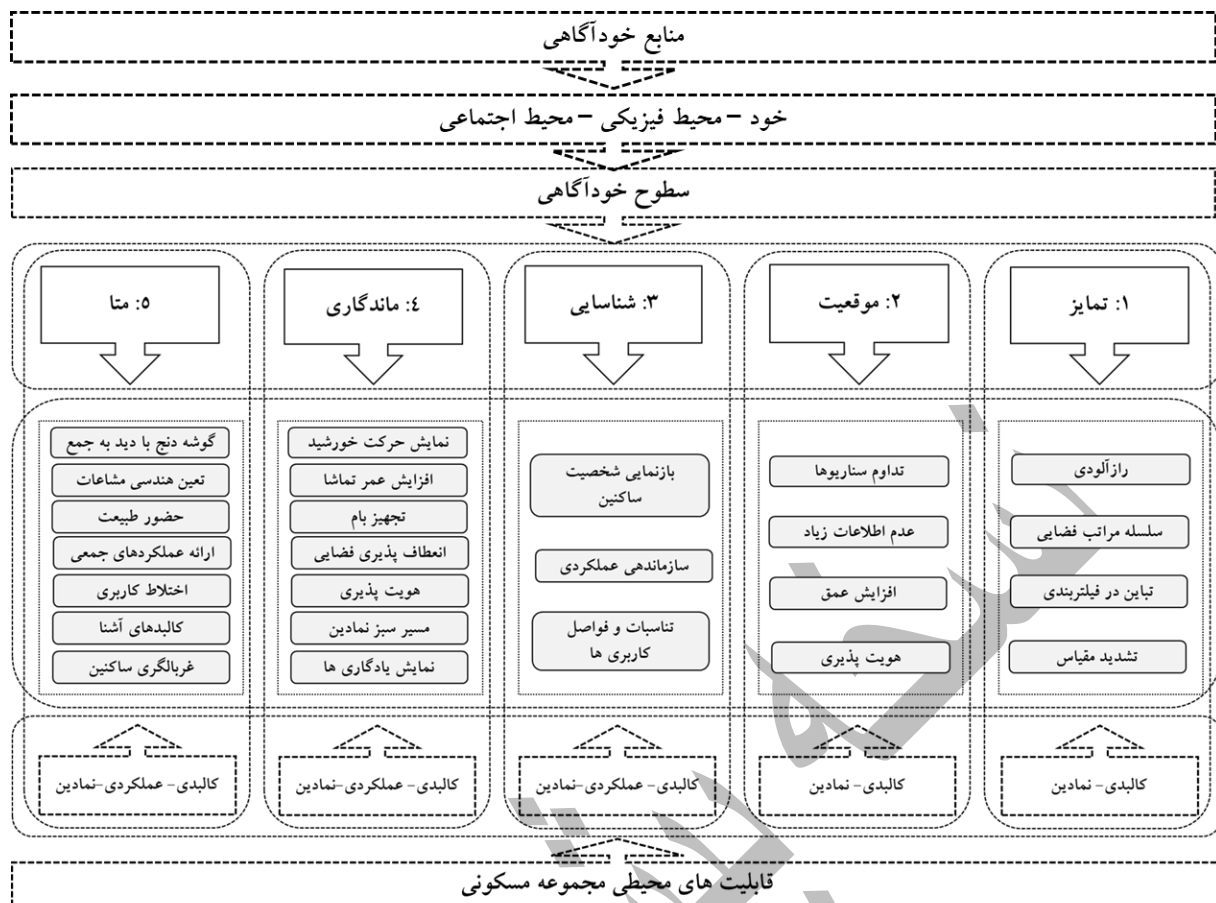 منابع خودآگاهی
خود – محیط فیزیکی – محیط اجتماعی
سطوح خودآگاهی
۱: تمایز
۲: موقعیت
۳: شناسایی
٤: ماندگاری
٥: متا
رازآلودی
سلسله مراتب فضایی
تباین در فیلتربندی
تشدید مقیاس
تداوم سناریوها
عدم اطلاعات زیاد
افزایش عمق
هویت پذیری
بازنمایی شخصیت
ساکنین
سازماندهی عملکردی
تناسبات و فواصل
کاربری ها
نمایش حرکت خورشید
افزایش عمر تماشا
تجهیز بام
انعطاف پذیری فضایی
هویت پذیری
مسیر سبز نمادین
نمایش یادگاری ها
گوشه دنج با دید به جمع
تعین هندسی مشاعات
حضور طبیعت
ارائه عملکردهای جمعی
اختلاط کاربری
کالبدهای آشنا
غربالگری ساکنین
کالبدی- نمادین
کالبدی- نمادین
کالبدی- عملکردی-نمادین
کالبدی- عملکردی-نمادین
کالبدی- عملکردی-نمادین
قابلیت های محیطی مجموعه مسکونی